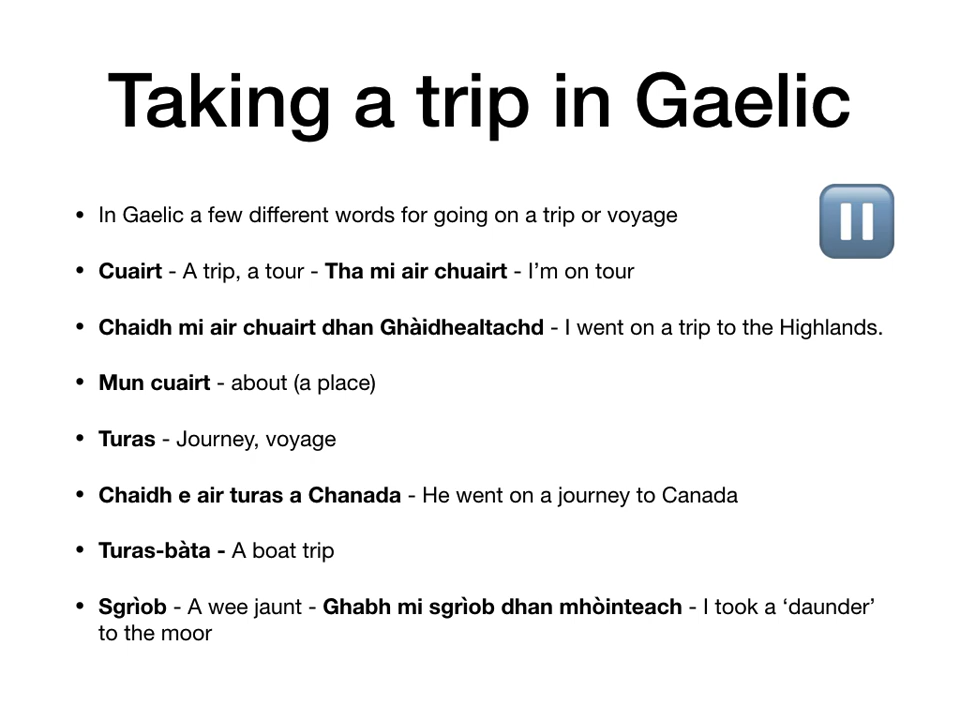 Taking a trip in Gaelic
• In Gaelic a few different words for going on a trip or voyage
• Cuairt - A trip, a tour - Tha mi air chuairt - I’m on tour
• Chaidh mi air chuairt dhan Ghàidhealtachd - I went on a trip to the Highlands.
• Mun cuairt - about (a place)
• Turas - Journey, voyage
• Chaidh e air turas a Chanada - He went on a journey to Canada
• Turas-bàta - A boat trip
• Sgrìob - A wee jaunt - Ghabh mi sgrìob dhan mhòinteach - I took a ‘daunder’
to the moor